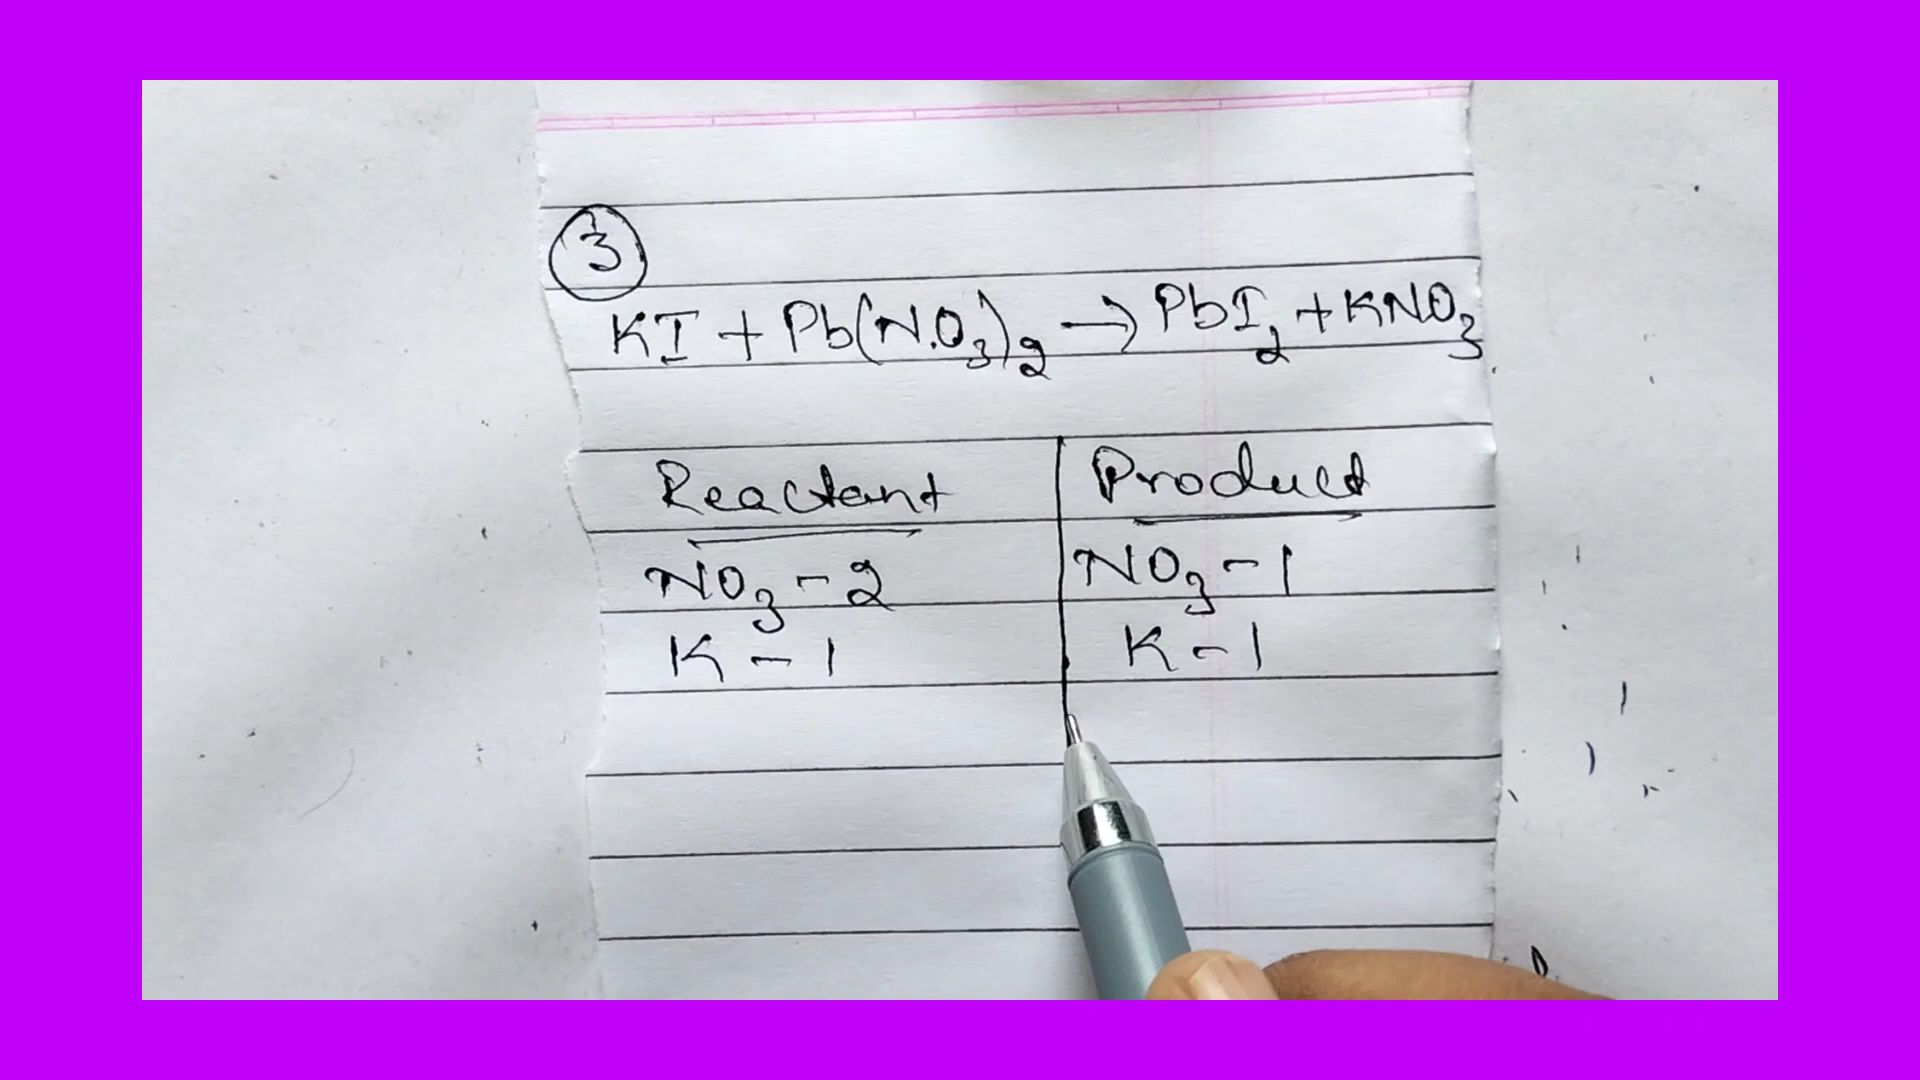 3
KI + Pb(NO₃)₂ → PbI₂ + KNO₃
Reactant Product
NO₃ - 2 NO₃ - 1
K - 1 K - 1